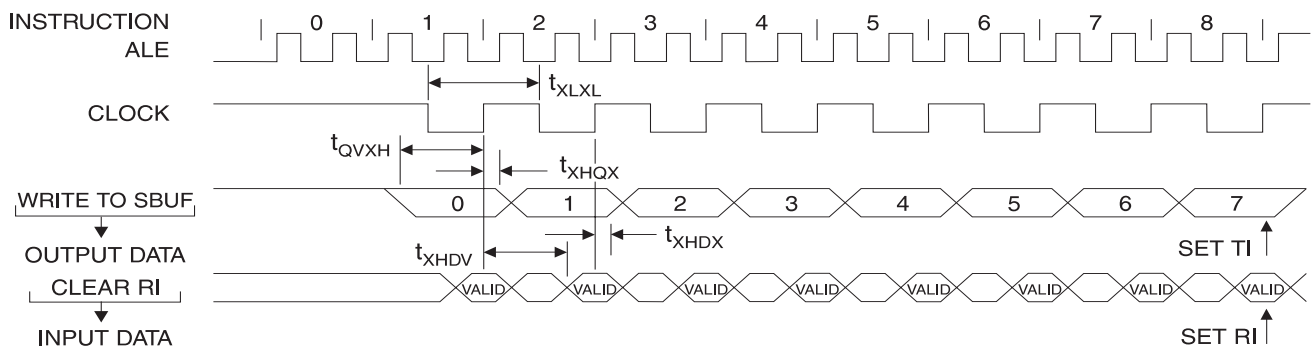 INSTRUCTION 0 1 2 3 4 5 6 7 8
ALE
tXLXL
CLOCK
tQVXH
tXHQX
WRITE TO SBUF 0 1 2 3 4 5 6 7
tXHDX
OUTPUT DATA tXHDV SET TI
CLEAR RI VALID VALID VALID VALID VALID VALID VALID VALID
INPUT DATA SET RI